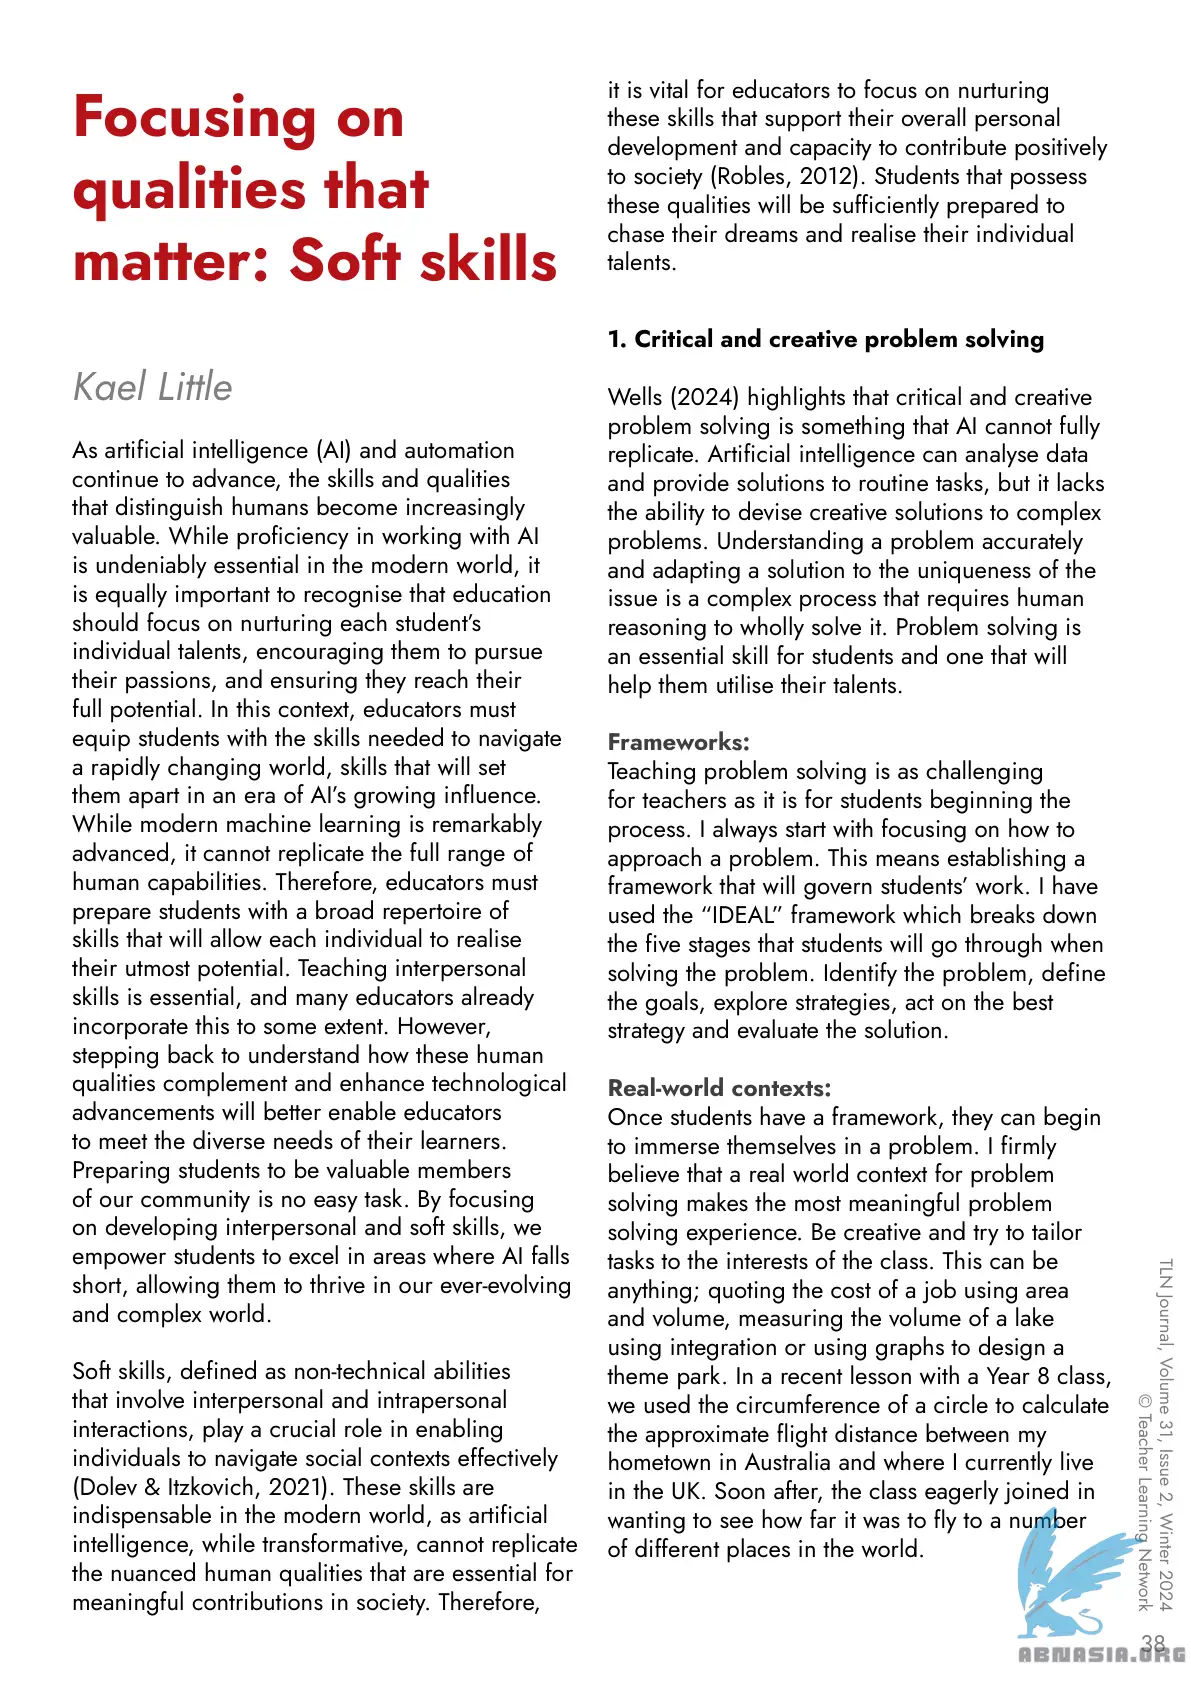 Focusing on
qualities that
matter: Soft skills
Kael Little
As artificial intelligence (AI) and automation
continue to advance, the skills and qualities
that distinguish humans become increasingly
valuable. While proficiency in working with AI
is undeniably essential in the modern world, it
is equally important to recognise that education
should focus on nurturing each student’s
individual talents, encouraging them to pursue
their passions, and ensuring they reach their
full potential. In this context, educators must
equip students with the skills needed to navigate
a rapidly changing world, skills that will set
them apart in an era of AI’s growing influence.
While modern machine learning is remarkably
advanced, it cannot replicate the full range of
human capabilities. Therefore, educators must
prepare students with a broad repertoire of
skills that will allow each individual to realise
their utmost potential. Teaching interpersonal
skills is essential, and many educators already
incorporate this to some extent. However,
stepping back to understand how these human
qualities complement and enhance technological
advancements will better enable educators
to meet the diverse needs of their learners.
Preparing students to be valuable members
of our community is no easy task. By focusing
on developing interpersonal and soft skills, we
empower students to excel in areas where AI falls
short, allowing them to thrive in our ever-evolving
and complex world.
Soft skills, defined as non-technical abilities
that involve interpersonal and intrapersonal
interactions, play a crucial role in enabling
individuals to navigate social contexts effectively
(Dolev & Itzkovich, 2021). These skills are
indispensable in the modern world, as artificial
intelligence, while transformative, cannot replicate
the nuanced human qualities that are essential for
meaningful contributions in society. Therefore,
it is vital for educators to focus on nurturing
these skills that support their overall personal
development and capacity to contribute positively
to society (Robles, 2012). Students that possess
these qualities will be sufficiently prepared to
chase their dreams and realise their individual
talents.
1. Critical and creative problem solving
Wells (2024) highlights that critical and creative
problem solving is something that AI cannot fully
replicate. Artificial intelligence can analyse data
and provide solutions to routine tasks, but it lacks
the ability to devise creative solutions to complex
problems. Understanding a problem accurately
and adapting a solution to the uniqueness of the
issue is a complex process that requires human
reasoning to wholly solve it. Problem solving is
an essential skill for students and one that will
help them utilise their talents.
Frameworks:
Teaching problem solving is as challenging
for teachers as it is for students beginning the
process. I always start with focusing on how to
approach a problem. This means establishing a
framework that will govern students’ work. I have
used the “IDEAL” framework which breaks down
the five stages that students will go through when
solving the problem. Identify the problem, define
the goals, explore strategies, act on the best
strategy and evaluate the solution.
Real-world contexts:
Once students have a framework, they can begin
to immerse themselves in a problem. I firmly
believe that a real world context for problem
solving makes the most meaningful problem
solving experience. Be creative and try to tailor
tasks to the interests of the class. This can be
anything; quoting the cost of a job using area
and volume, measuring the volume of a lake
using integration or using graphs to design a
theme park. In a recent lesson with a Year 8 class,
we used the circumference of a circle to calculate
the approximate flight distance between my
hometown in Australia and where I currently live
in the UK. Soon after, the class eagerly joined in
wanting to see how far it was to fly to a number
of different places in the world.
TLN Journal, Volume 31, Issue 2, Winter 2024
© Teacher Learning Network
38
ABNASIA.ORG